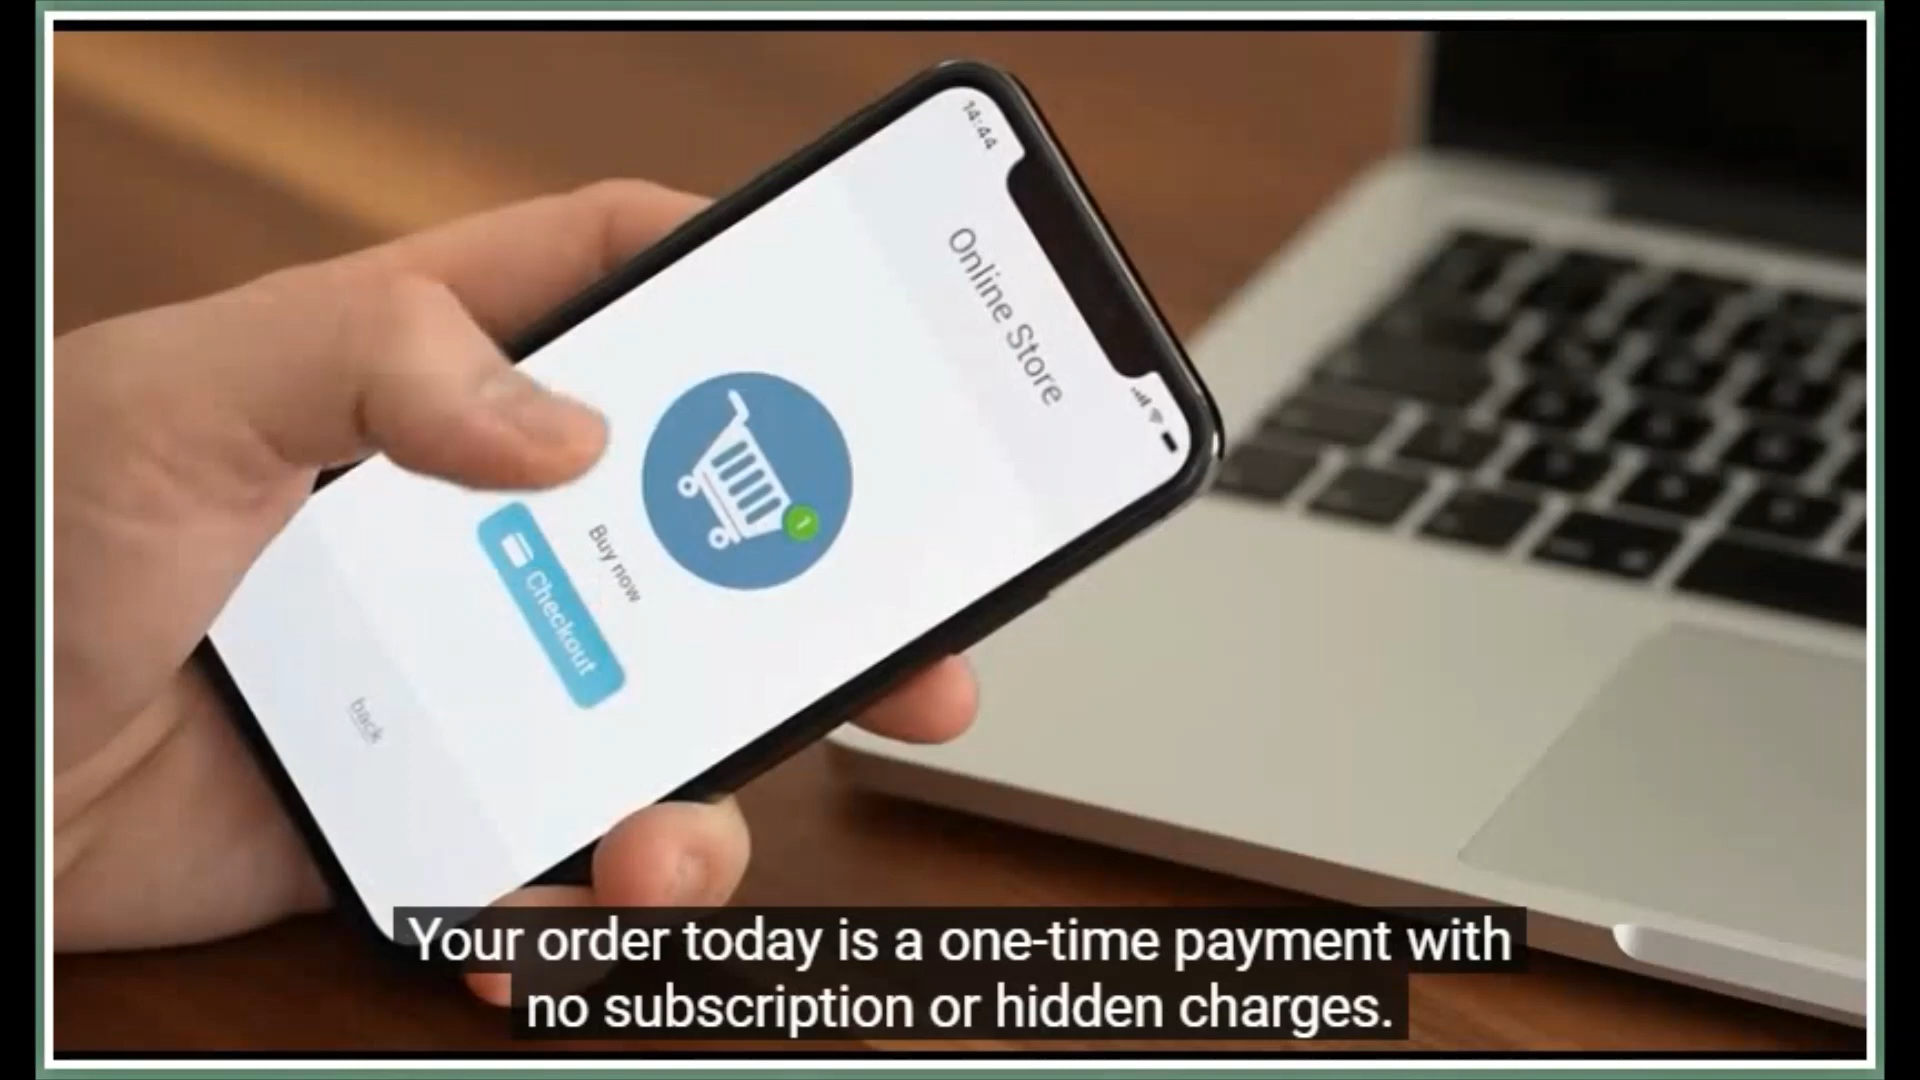 14:44
Online Store
1
Buy now
Checkout
back
Your order today is a one-time payment with
no subscription or hidden charges.